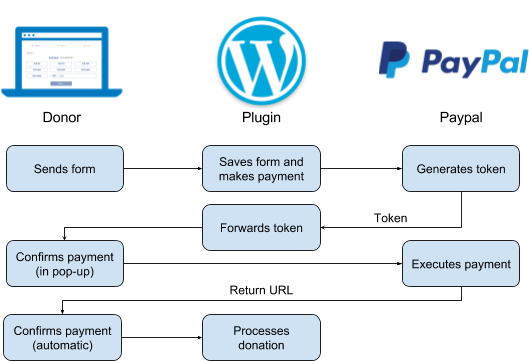 PayPal
Donor
Plugin
Paypal
Sends form
Saves form and
makes payment
Generates token
Forwards token
Token
Confirms payment
(in pop-up)
Executes payment
Return URL
Confirms payment
(automatic)
Processes
donation